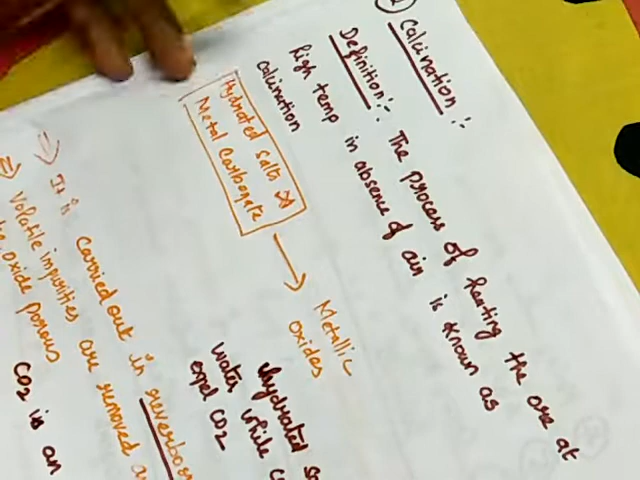 Calcination :-
Definition :- The process of heating the ore at
high temp in absence of air is known as
calcination
Hydrated salts
Metal Carbonate
Metallic
oxides
Hydrated
water while
expel CO2
⇒ It is carried out in
⇒ Volatile impurities are removed
oxide porous
CO2 is an